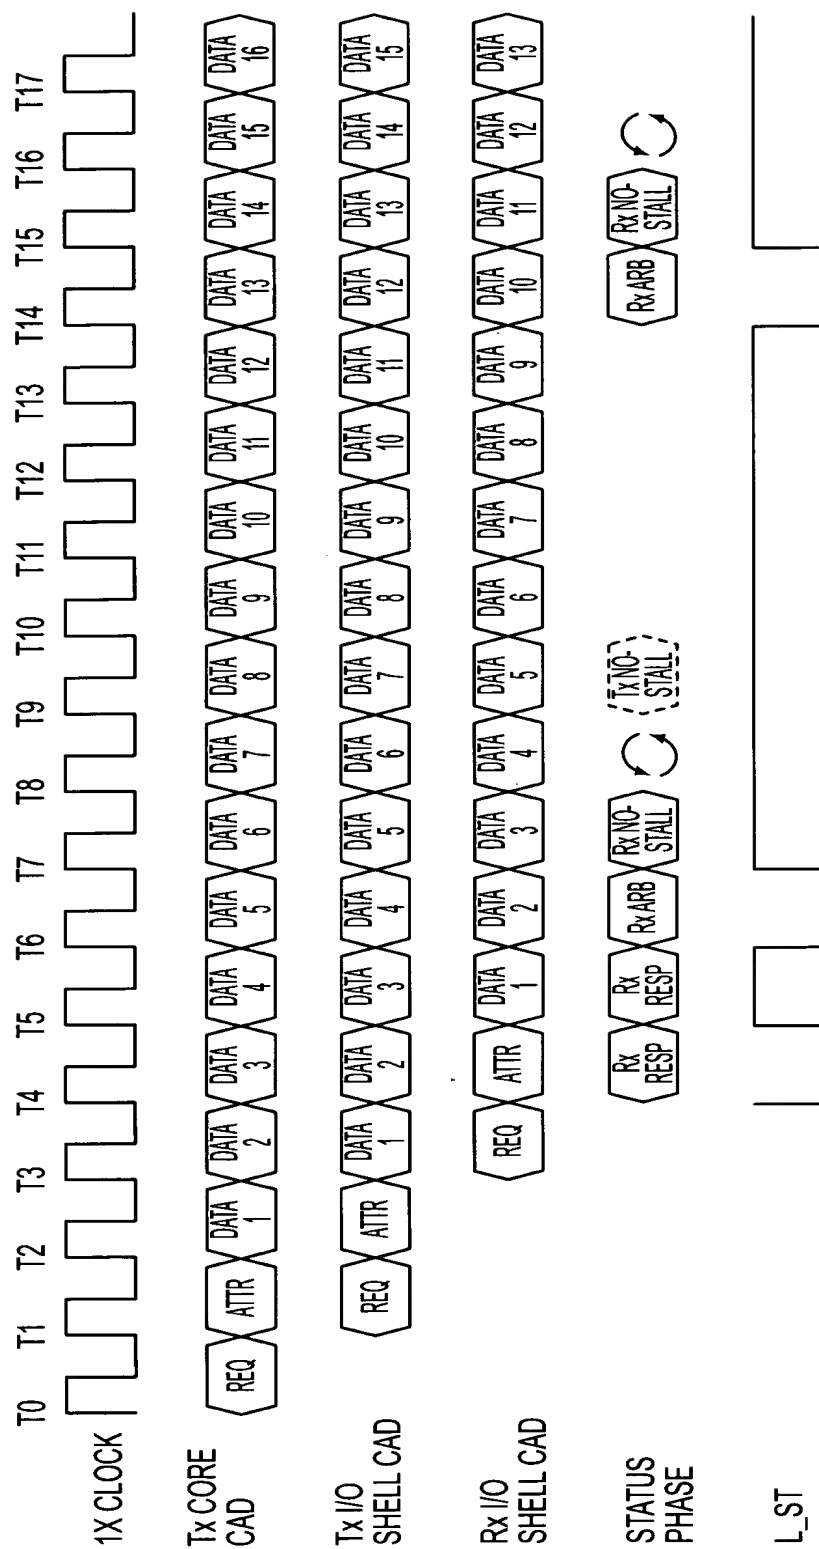 T0 T1 T2 T3 T4 T5 T6 T7 T8 T9 T10 T11 T12 T13 T14 T15 T16 T17
1X CLOCK
Tx CORE
CAD
REQ ATTR DATA 1 DATA 2 DATA 3 DATA 4 DATA 5 DATA 6 DATA 7 DATA 8 DATA 9 DATA 10 DATA 11 DATA 12 DATA 13 DATA 14 DATA 15 DATA 16
Tx I/O
SHELL CAD
REQ ATTR DATA 1 DATA 2 DATA 3 DATA 4 DATA 5 DATA 6 DATA 7 DATA 8 DATA 9 DATA 10 DATA 11 DATA 12 DATA 13 DATA 14 DATA 15
Rx I/O
SHELL CAD
REQ ATTR DATA 1 DATA 2 DATA 3 DATA 4 DATA 5 DATA 6 DATA 7 DATA 8 DATA 9 DATA 10 DATA 11 DATA 12 DATA 13
STATUS
PHASE
Rx RESP Rx RESP Rx ARB Rx NO-STALL Tx NO-STALL Rx ARB Rx NO-STALL
L_ST